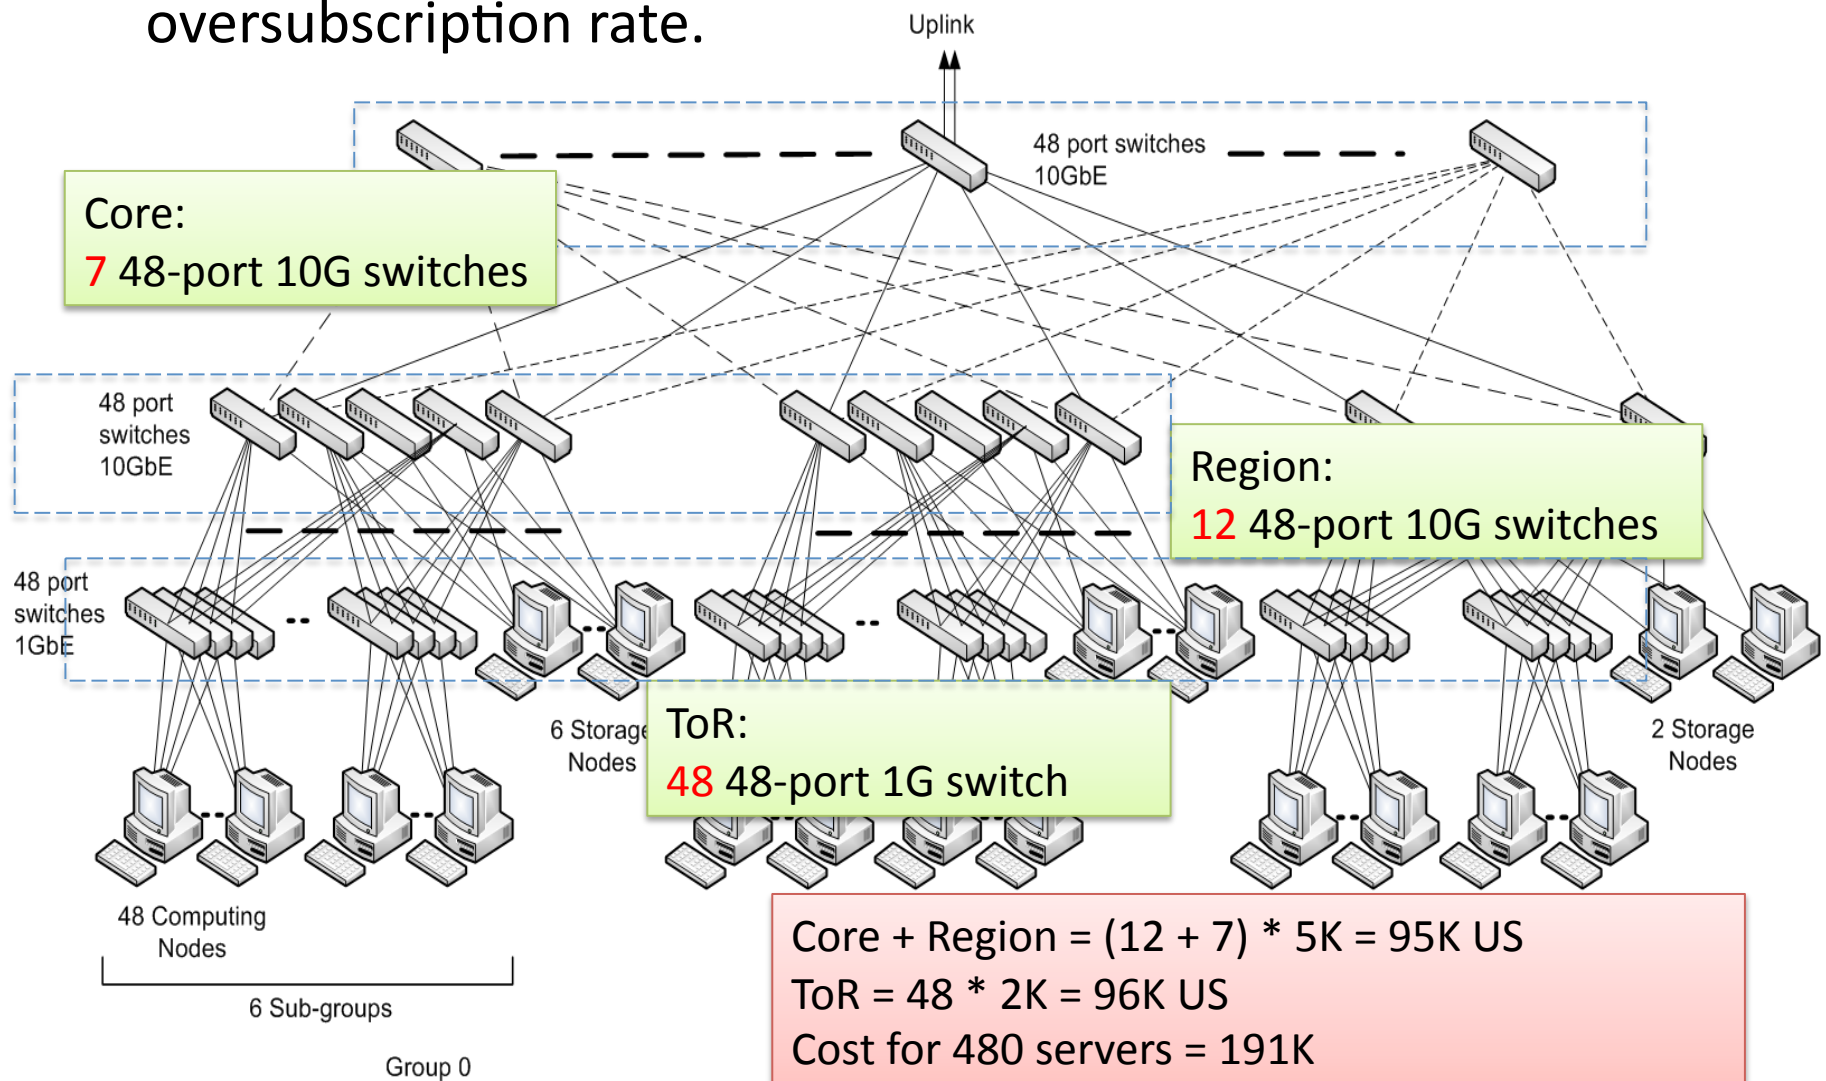 oversubscription rate.
Uplink
48 port switches
10GbE
Core:
7 48-port 10G switches
48 port
switches
10GbE
Region:
12 48-port 10G switches
48 port
switches
1GbE
6 Storage
Nodes
ToR:
48 48-port 1G switch
2 Storage
Nodes
48 Computing
Nodes
6 Sub-groups
Group 0
Core + Region = (12 + 7) * 5K = 95K US
ToR = 48 * 2K = 96K US
Cost for 480 servers = 191K